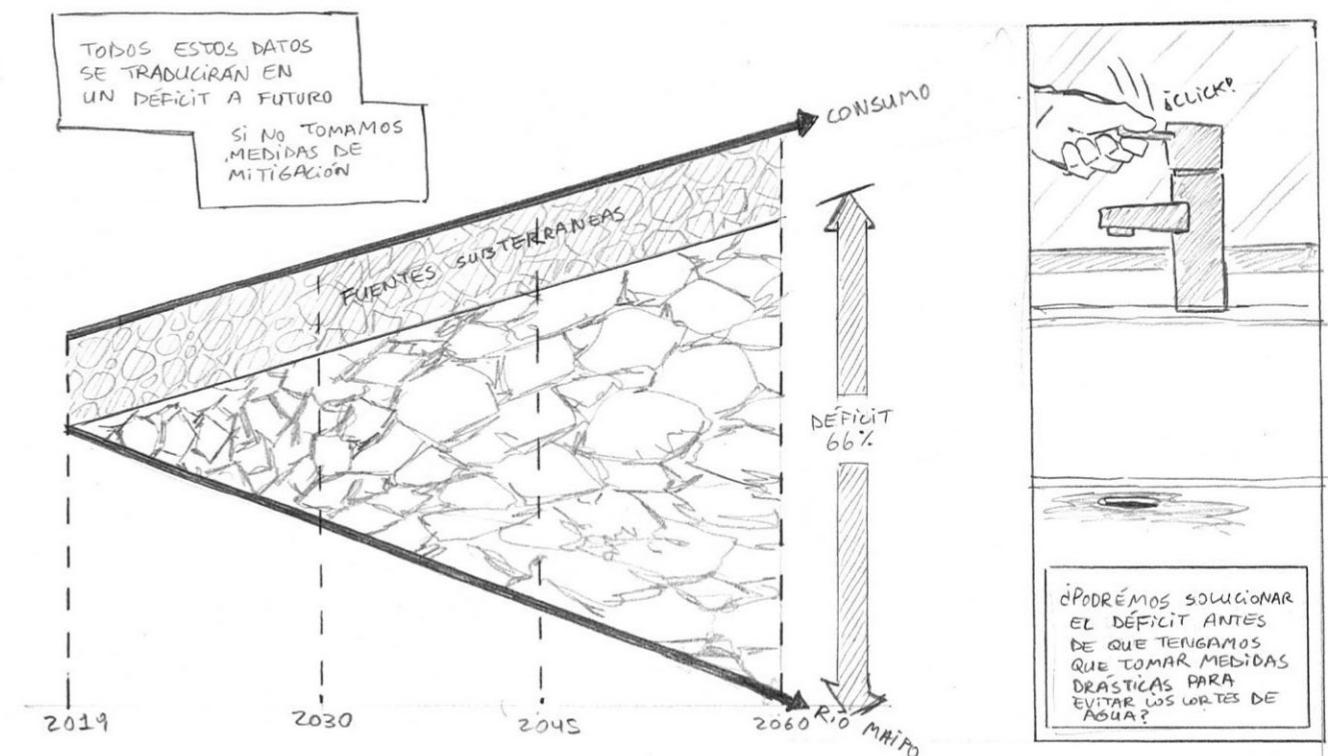 TODOS ESTOS DATOS
SE TRADUCIRÁN EN
UN DÉFICIT A FUTURO
SI NO TOMAMOS
MEDIDAS DE
MITIGACIÓN
CONSUMO
FUENTES SUBTERRANEAS
DÉFICIT
66%
2019
2030
2045
2060
RÍO MAIPO
¡CLICK!
¿PODRÉMOS SOLUCIONAR
EL DÉFICIT ANTES
DE QUE TENGAMOS
QUE TOMAR MEDIDAS
DRÁSTICAS PARA
EVITAR LOS CORTES DE
AGUA?